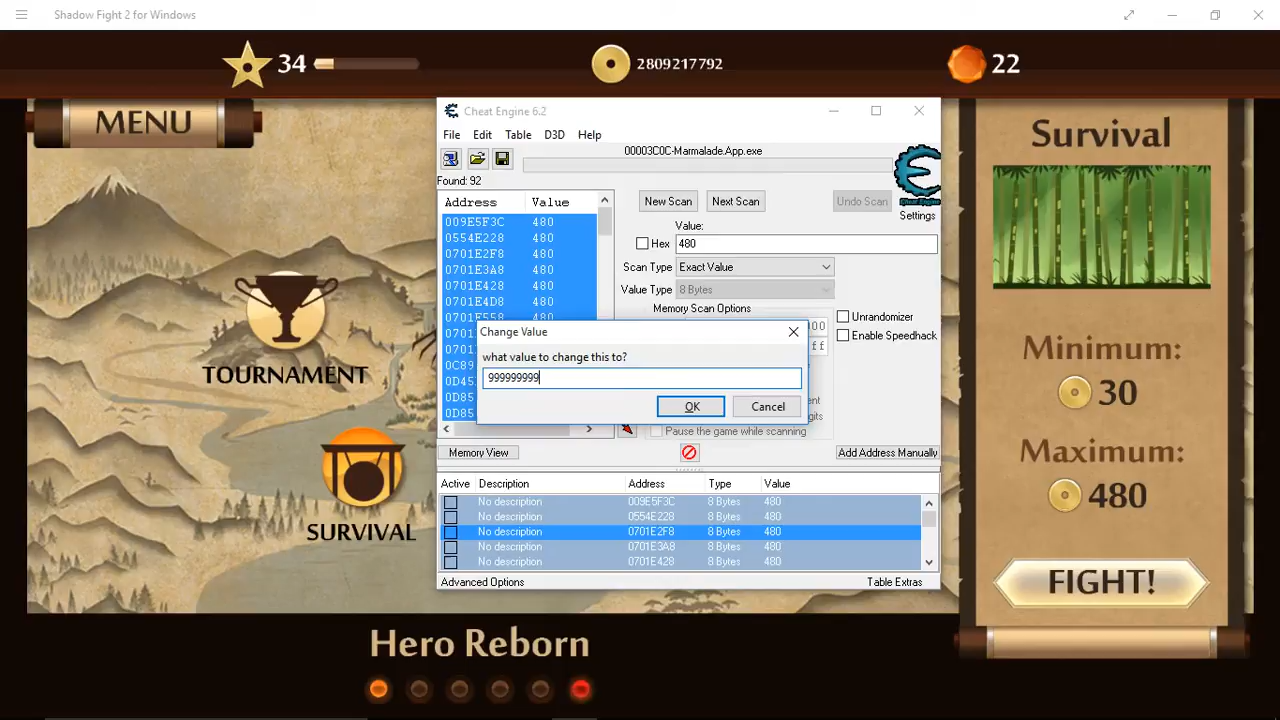 Shadow Fight 2 for Windows
34
2809217792
22
MENU
TOURNAMENT
SURVIVAL
Hero Reborn
Cheat Engine 6.2
File Edit Table D3D Help
00003C0C-Marmalade.App.exe
Found: 92
Address Value
009E5F3C 480
0554E228 480
0701E2F8 480
0701E3A8 480
0701E428 480
0701E4D8 480
0701E558 480
New Scan Next Scan Undo Scan
Cheat Engine
Settings
Value:
Hex 480
Scan Type Exact Value
Value Type 8 Bytes
Memory Scan Options
Unrandomizer
Enable Speedhack
Change Value
what value to change this to?
999999999
OK Cancel
Pause the game while scanning
Memory View
Add Address Manually
Active Description Address Type Value
No description 009E5F3C 8 Bytes 480
No description 0554E228 8 Bytes 480
No description 0701E2F8 8 Bytes 480
No description 0701E3A8 8 Bytes 480
No description 0701E428 8 Bytes 480
Advanced Options Table Extras
Survival
Minimum:
30
Maximum:
480
FIGHT!